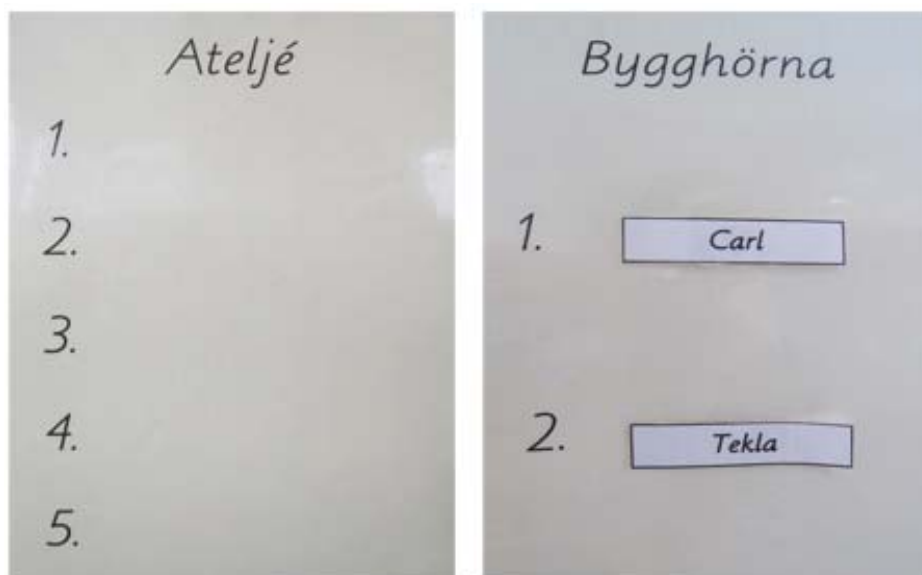 Ateljé
1.
2.
3.
4.
5.
Bygghörna
1. Carl
2. Tekla